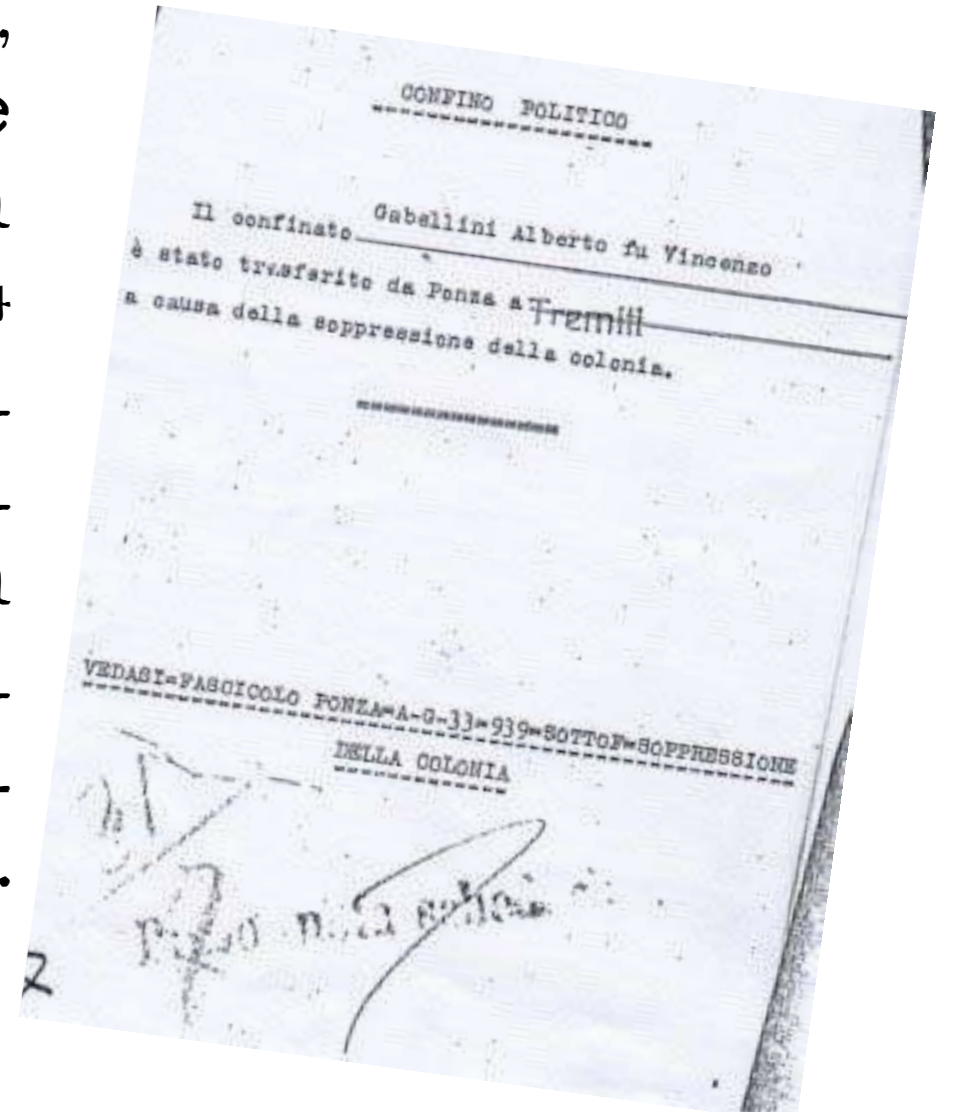 CONFINO POLITICO
Il confinato Gabellini Alberto fu Vincenzo
è stato trasferito da Ponza a Tremiti
a causa della soppressione della colonia.
VEDASI=FASCICOLO PONZA=A-G-33=939=SOTTOF=SOPPRESSIONE
DELLA COLONIA